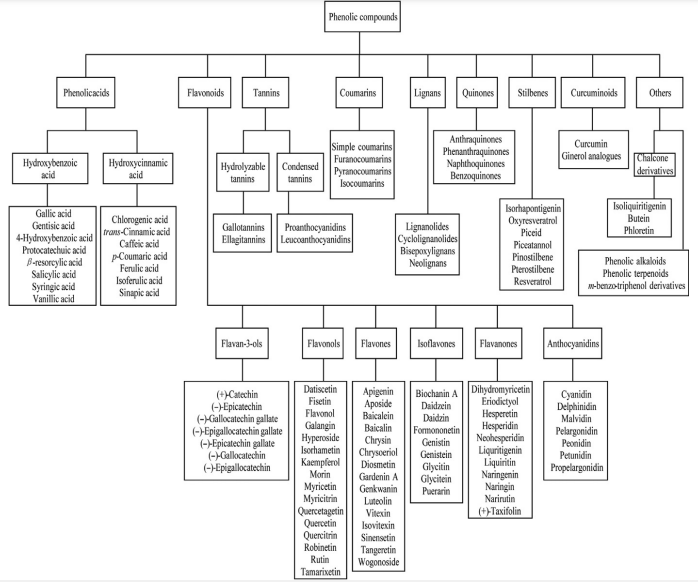 Phenolic compounds
Phenolicacids
Flavonoids
Tannins
Coumarins
Lignans
Quinones
Stilbenes
Curcuminoids
Others
Hydroxybenzoic
acid
Hydroxycinnamic
acid
Hydrolyzable
tannins
Condensed
tannins
Simple coumarins
Furanocoumarins
Pyranocoumarins
Isocoumarins
Anthraquinones
Phenanthraquinones
Naphthoquinones
Benzoquinones
Curcumin
Ginerol analogues
Chalcone
derivatives
Gallic acid
Gentisic acid
4-Hydroxybenzoic acid
Protocatechuic acid
β-resorcylic acid
Salicylic acid
Syringic acid
Vanillic acid
Chlorogenic acid
trans-Cinnamic acid
Caffeic acid
p-Coumaric acid
Ferulic acid
Isoferulic acid
Sinapic acid
Gallotannins
Ellagitannins
Proanthocyanidins
Leucoanthocyanidins
Lignanolides
Cyclolignanolides
Bisepoxylignans
Neolignans
Isorhapontigenin
Oxyresveratrol
Piceid
Piceatannol
Pinostilbene
Pterostilbene
Resveratrol
Isoliquiritigenin
Butein
Phloretin
Phenolic alkaloids
Phenolic terpenoids
m-benzo-triphenol derivatives
Flavan-3-ols
Flavonols
Flavones
Isoflavones
Flavanones
Anthocyanidins
(+)-Catechin
(−)-Epicatechin
(−)-Gallocatechin gallate
(−)-Epigallocatechin gallate
(−)-Epicatechin gallate
(−)-Gallocatechin
(−)-Epigallocatechin
Datiscetin
Fisetin
Flavonol
Galangin
Hyperoside
Isorhametin
Kaempferol
Morin
Myricetin
Myricitrin
Quercetagetin
Quercetin
Quercitrin
Robinetin
Rutin
Tamarixetin
Apigenin
Aposide
Baicalein
Baicalin
Chrysin
Chrysoeriol
Diosmetin
Gardenin A
Genkwanin
Luteolin
Vitexin
Isovitexin
Sinensetin
Tangeretin
Wogonoside
Biochanin A
Daidzein
Daidzin
Formononetin
Genistin
Genistein
Glycitin
Glycitein
Puerarin
Dihydromyricetin
Eriodictyol
Hesperetin
Hesperidin
Neohesperidin
Liquritigenin
Liquiritin
Naringenin
Naringin
Narirutin
(+)-Taxifolin
Cyanidin
Delphinidin
Malvidin
Pelargonidin
Peonidin
Petunidin
Propelargonidin